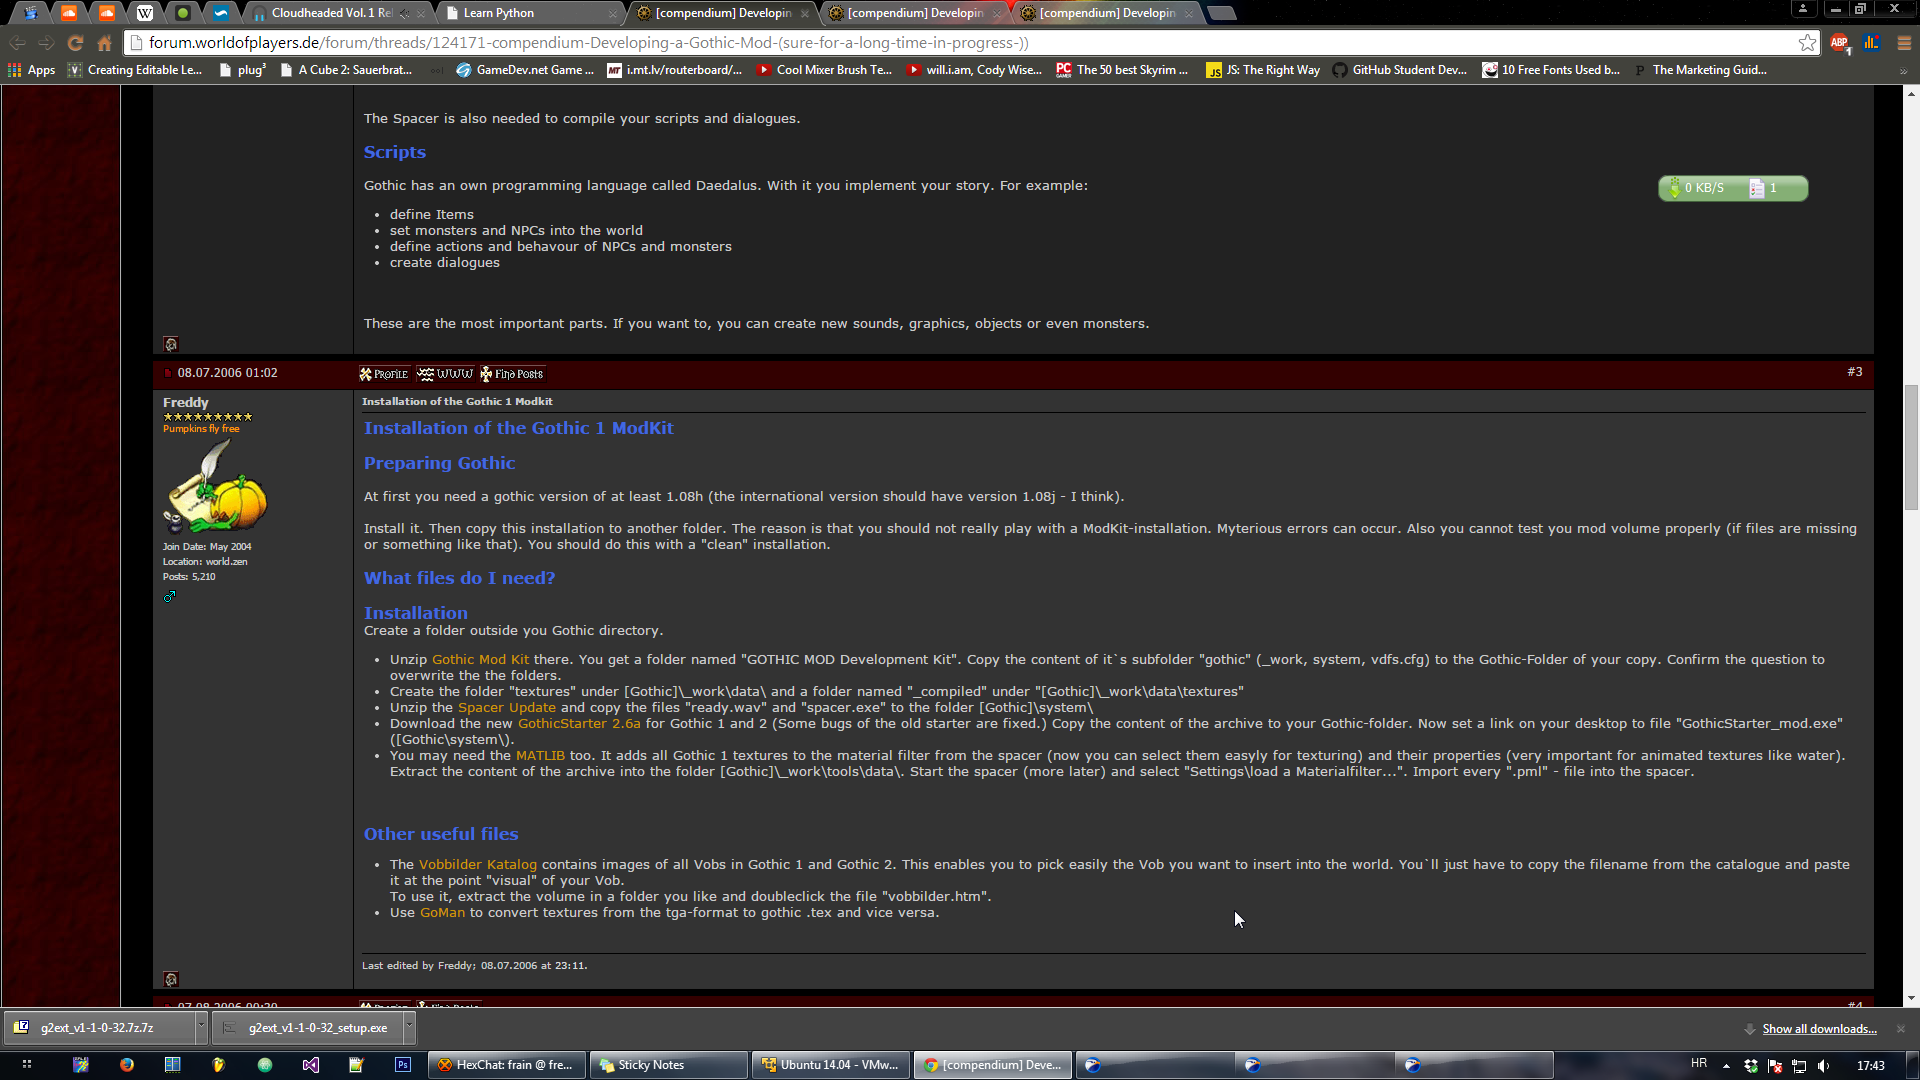 Cloudheaded Vol. 1 Rel
Learn Python
[compendium] Developin
[compendium] Developin
[compendium] Developin
forum.worldofplayers.de/forum/threads/124171-compendium-Developing-a-Gothic-Mod-(sure-for-a-long-time-in-progress-))
Apps
Creating Editable Le...
plug³
A Cube 2: Sauerbrat...
GameDev.net Game ...
i.mt.lv/routerboard/...
Cool Mixer Brush Te...
will.i.am, Cody Wise...
The 50 best Skyrim ...
JS: The Right Way
GitHub Student Dev...
10 Free Fonts Used b...
The Marketing Guid...
The Spacer is also needed to compile your scripts and dialogues.
Scripts
Gothic has an own programming language called Daedalus. With it you implement your story. For example:
0 KB/S 1
• define Items
• set monsters and NPCs into the world
• define actions and behavour of NPCs and monsters
• create dialogues
These are the most important parts. If you want to, you can create new sounds, graphics, objects or even monsters.
08.07.2006 01:02
PROFILE WWW FIND POSTS
#3
Freddy
Pumpkins fly free
Join Date: May 2004
Location: world.zen
Posts: 5,210
Installation of the Gothic 1 Modkit
Installation of the Gothic 1 ModKit
Preparing Gothic
At first you need a gothic version of at least 1.08h (the international version should have version 1.08j - I think).
Install it. Then copy this installation to another folder. The reason is that you should not really play with a ModKit-installation. Myterious errors can occur. Also you cannot test you mod volume properly (if files are missing
or something like that). You should do this with a "clean" installation.
What files do I need?
Installation
Create a folder outside you Gothic directory.
• Unzip Gothic Mod Kit there. You get a folder named "GOTHIC MOD Development Kit". Copy the content of it`s subfolder "gothic" (_work, system, vdfs.cfg) to the Gothic-Folder of your copy. Confirm the question to
overwrite the the folders.
• Create the folder "textures" under [Gothic]\_work\data\ and a folder named "_compiled" under "[Gothic]\_work\data\textures"
• Unzip the Spacer Update and copy the files "ready.wav" and "spacer.exe" to the folder [Gothic]\system\
• Download the new GothicStarter 2.6a for Gothic 1 and 2 (Some bugs of the old starter are fixed.) Copy the content of the archive to your Gothic-folder. Now set a link on your desktop to file "GothicStarter_mod.exe"
([Gothic\system\).
• You may need the MATLIB too. It adds all Gothic 1 textures to the material filter from the spacer (now you can select them easyly for texturing) and their properties (very important for animated textures like water).
Extract the content of the archive into the folder [Gothic]\_work\tools\data\. Start the spacer (more later) and select "Settings\load a Materialfilter...". Import every ".pml" - file into the spacer.
Other useful files
• The Vobbilder Katalog contains images of all Vobs in Gothic 1 and Gothic 2. This enables you to pick easily the Vob you want to insert into the world. You`ll just have to copy the filename from the catalogue and paste
it at the point "visual" of your Vob.
To use it, extract the volume in a folder you like and doubleclick the file "vobbilder.htm".
• Use GoMan to convert textures from the tga-format to gothic .tex and vice versa.
Last edited by Freddy; 08.07.2006 at 23:11.
g2ext_v1-1-0-32.7z.7z
g2ext_v1-1-0-32_setup.exe
Show all downloads...
HexChat: frain @ fre...
Sticky Notes
Ubuntu 14.04 - VMw...
[compendium] Deve...
HR
17:43